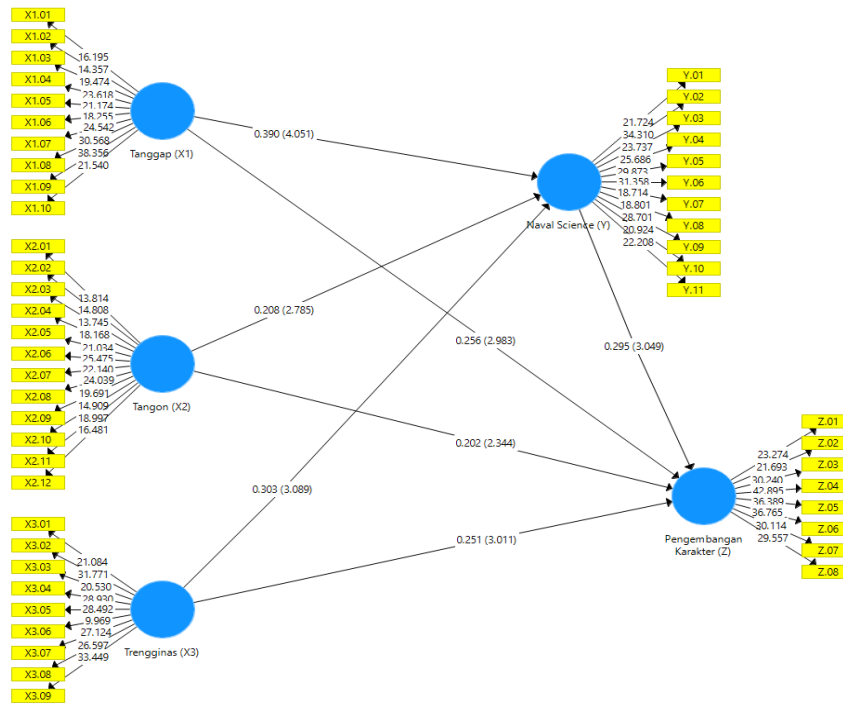 X1.01
X1.02
X1.03
X1.04
X1.05
X1.06
X1.07
X1.08
X1.09
X1.10
16.195
14.357
19.474
23.618
21.174
18.255
24.542
30.568
38.356
21.540
Tanggap (X1)
X2.01
X2.02
X2.03
X2.04
X2.05
X2.06
X2.07
X2.08
X2.09
X2.10
X2.11
X2.12
13.814
14.808
13.745
18.168
21.034
25.475
22.140
24.039
19.691
14.909
18.997
16.481
Tangon (X2)
X3.01
X3.02
X3.03
X3.04
X3.05
X3.06
X3.07
X3.08
X3.09
21.084
31.771
20.530
28.930
28.492
9.969
27.124
26.597
33.449
Trengginas (X3)
0.390 (4.051)
0.208 (2.785)
0.256 (2.983)
0.295 (3.049)
0.202 (2.344)
0.303 (3.089)
0.251 (3.011)
Naval Science (Y)
21.724
34.310
23.737
25.686
29.873
31.358
18.714
18.801
28.701
20.924
22.208
Y.01
Y.02
Y.03
Y.04
Y.05
Y.06
Y.07
Y.08
Y.09
Y.10
Y.11
Pengembangan
Karakter (Z)
23.274
21.693
30.240
42.895
36.389
36.765
30.114
29.557
Z.01
Z.02
Z.03
Z.04
Z.05
Z.06
Z.07
Z.08